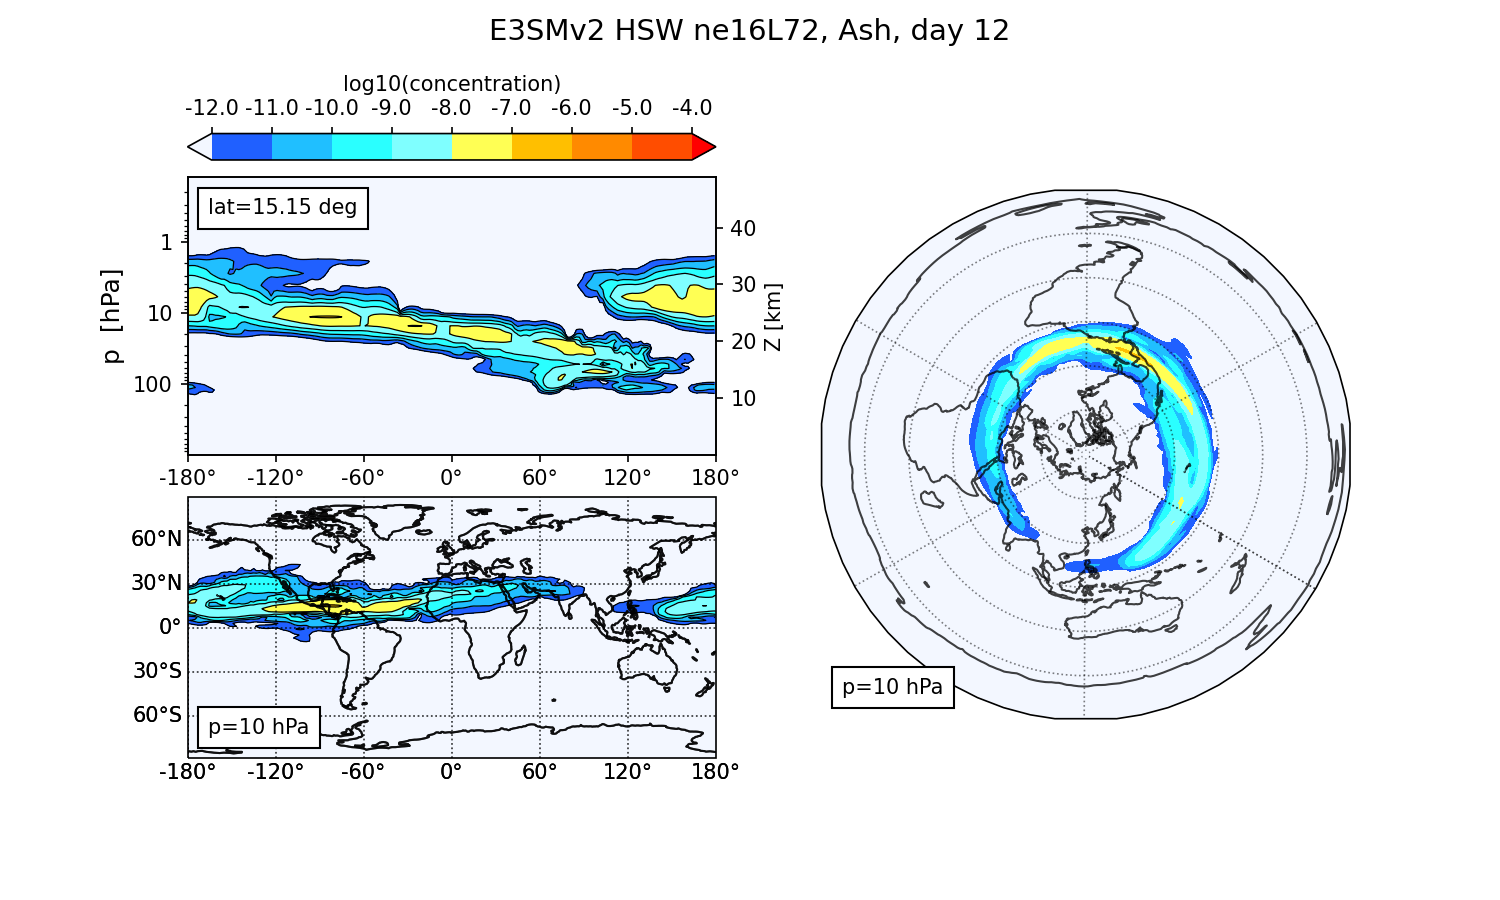 E3SMv2 HSW ne16L72, Ash, day 12
log10(concentration)
-12.0 -11.0 -10.0 -9.0 -8.0 -7.0 -6.0 -5.0 -4.0
lat=15.15 deg
p [hPa]
1
10
100
40
30
20
10
Z [km]
-180° -120° -60° 0° 60° 120° 180°
60°N
30°N
0°
30°S
60°S
p=10 hPa
-180° -120° -60° 0° 60° 120° 180°
p=10 hPa